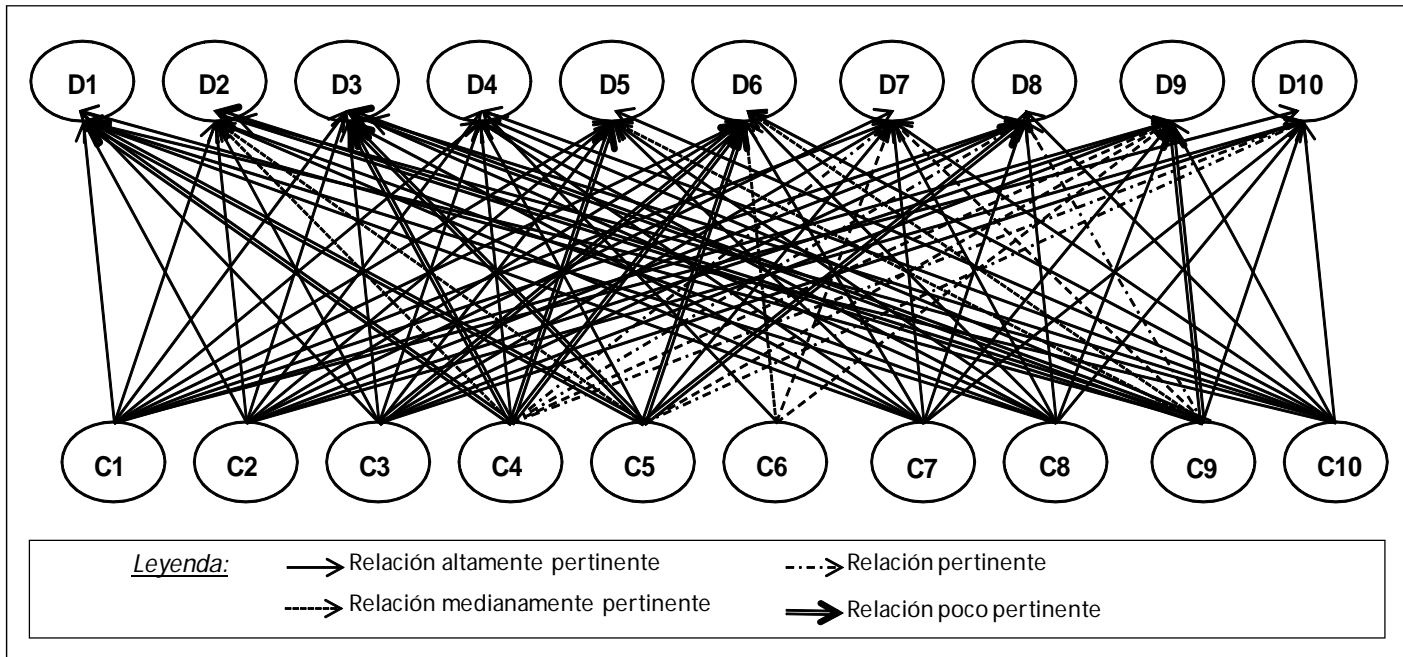 D1 D2 D3 D4 D5 D6 D7 D8 D9 D10
C1 C2 C3 C4 C5 C6 C7 C8 C9 C10
Leyenda: Relación altamente pertinente Relación pertinente
Relación medianamente pertinente Relación poco pertinente